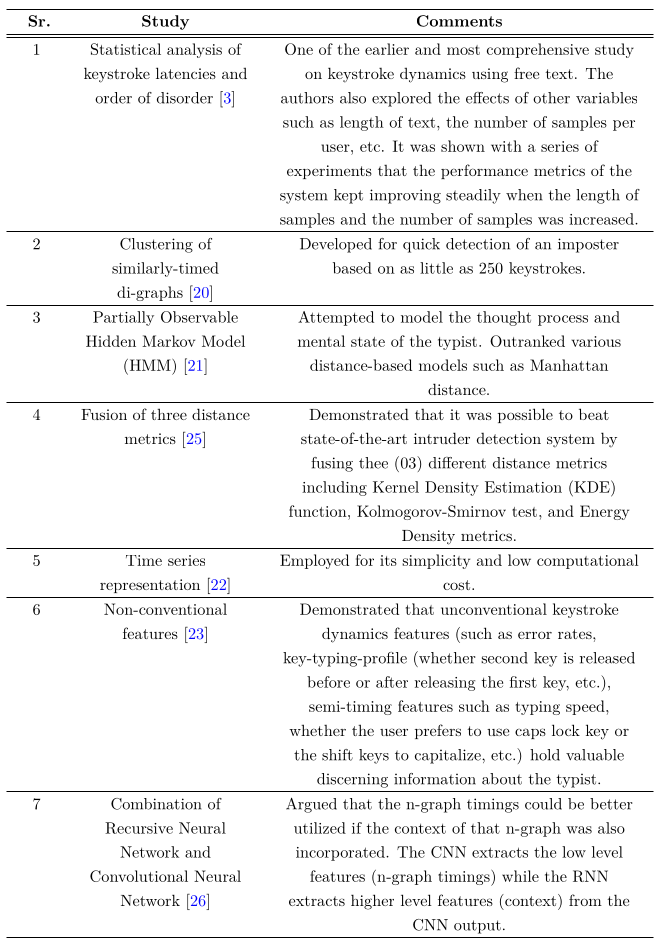 Sr. Study Comments
1 Statistical analysis of One of the earlier and most comprehensive study
keystroke latencies and on keystroke dynamics using free text. The
order of disorder [3] authors also explored the effects of other variables
such as length of text, the number of samples per
user, etc. It was shown with a series of
experiments that the performance metrics of the
system kept improving steadily when the length of
samples and the number of samples was increased.
2 Clustering of Developed for quick detection of an imposter
similarly-timed based on as little as 250 keystrokes.
di-graphs [20]
3 Partially Observable Attempted to model the thought process and
Hidden Markov Model mental state of the typist. Outranked various
(HMM) [21] distance-based models such as Manhattan
distance.
4 Fusion of three distance Demonstrated that it was possible to beat
metrics [25] state-of-the-art intruder detection system by
fusing thee (03) different distance metrics
including Kernel Density Estimation (KDE)
function, Kolmogorov-Smirnov test, and Energy
Density metrics.
5 Time series Employed for its simplicity and low computational
representation [22] cost.
6 Non-conventional Demonstrated that unconventional keystroke
features [23] dynamics features (such as error rates,
key-typing-profile (whether second key is released
before or after releasing the first key, etc.),
semi-timing features such as typing speed,
whether the user prefers to use caps lock key or
the shift keys to capitalize, etc.) hold valuable
discerning information about the typist.
7 Combination of Argued that the n-graph timings could be better
Recursive Neural utilized if the context of that n-graph was also
Network and incorporated. The CNN extracts the low level
Convolutional Neural features (n-graph timings) while the RNN
Network [26] extracts higher level features (context) from the
CNN output.